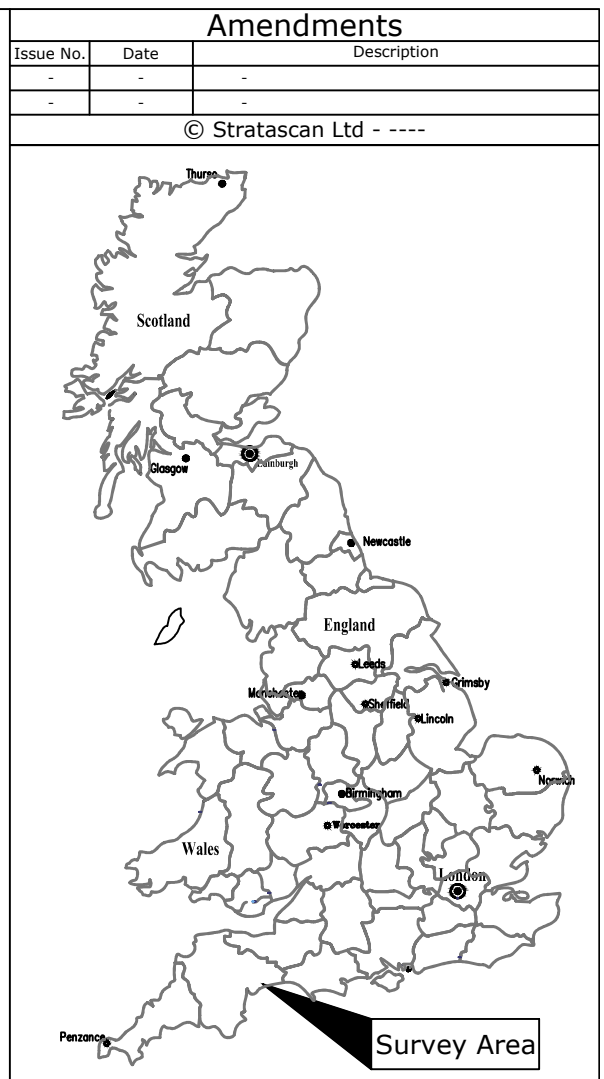 Amendments
Issue No. Date Description
- - -
- - -
© Stratascan Ltd - ----
Thurso
Scotland
Edinburgh
Glasgow
Newcastle
England
Leeds
Grimsby
Manchester
Sheffield
Lincoln
Norwich
Birmingham
Worcester
Wales
London
Penzance
Survey Area